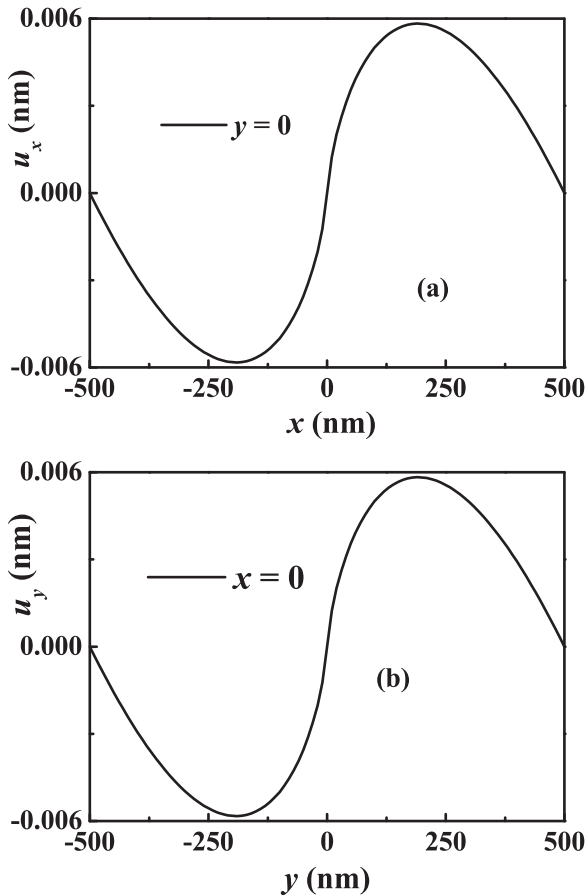 0.006
u_x (nm)
y = 0
0.000
(a)
-0.006
-500 -250 0 250 500
x (nm)
0.006
u_y (nm)
x = 0
0.000
(b)
-0.006
-500 -250 0 250 500
y (nm)